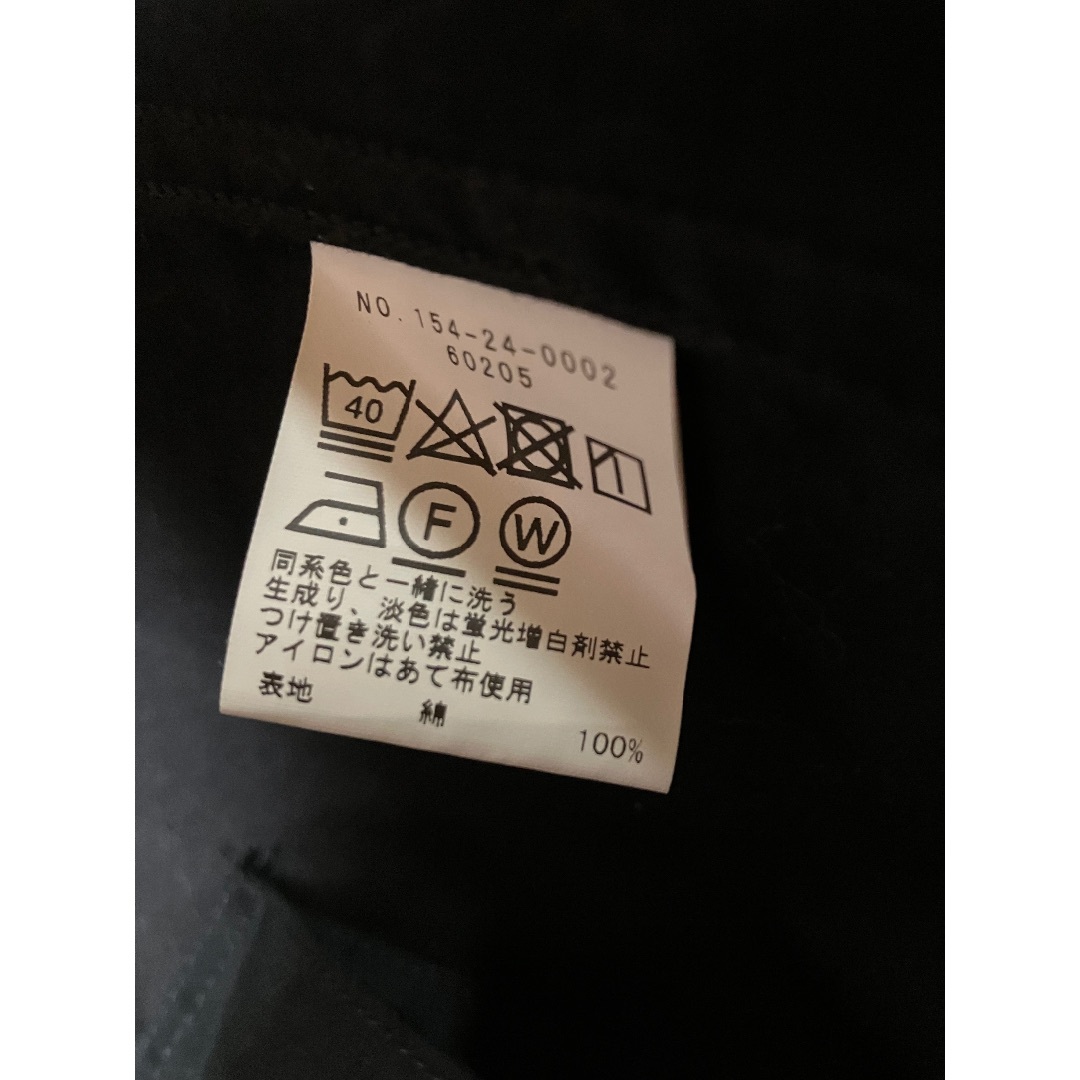 NO.154-24-0002
60205
40
F W
同系色と一緒に洗う
生成り、淡色は蛍光増白剤禁止
つけ置き洗い禁止
アイロンはあて布使用
表地 綿 100%